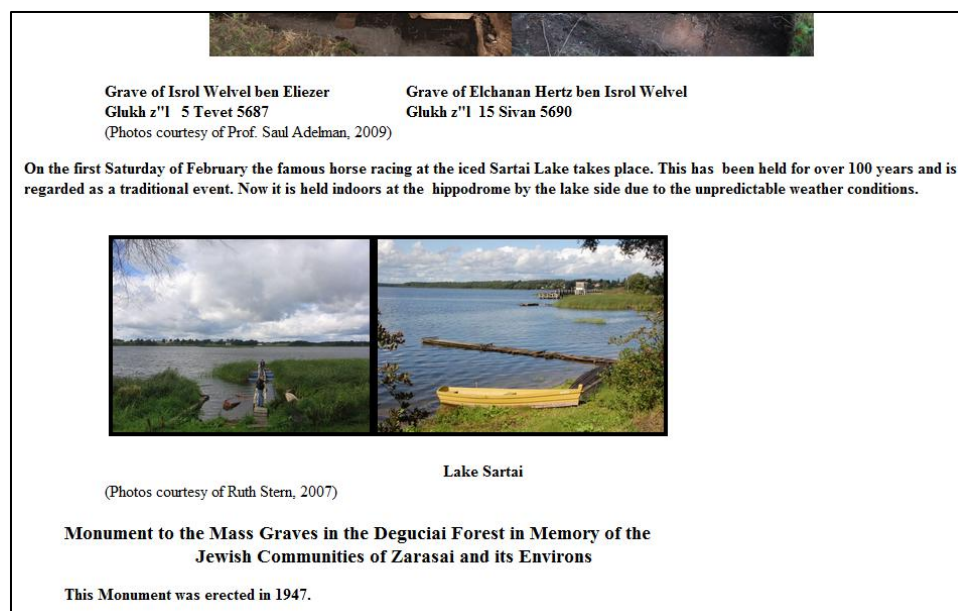 Grave of Isrol Welvel ben Eliezer
Glukh z"l 5 Tevet 5687
(Photos courtesy of Prof. Saul Adelman, 2009)
Grave of Elchanan Hertz ben Isrol Welvel
Glukh z"l 15 Sivan 5690
On the first Saturday of February the famous horse racing at the iced Sartai Lake takes place. This has been held for over 100 years and is
regarded as a traditional event. Now it is held indoors at the hippodrome by the lake side due to the unpredictable weather conditions.
Lake Sartai
(Photos courtesy of Ruth Stern, 2007)
Monument to the Mass Graves in the Deguciai Forest in Memory of the
Jewish Communities of Zarasai and its Environs
This Monument was erected in 1947.